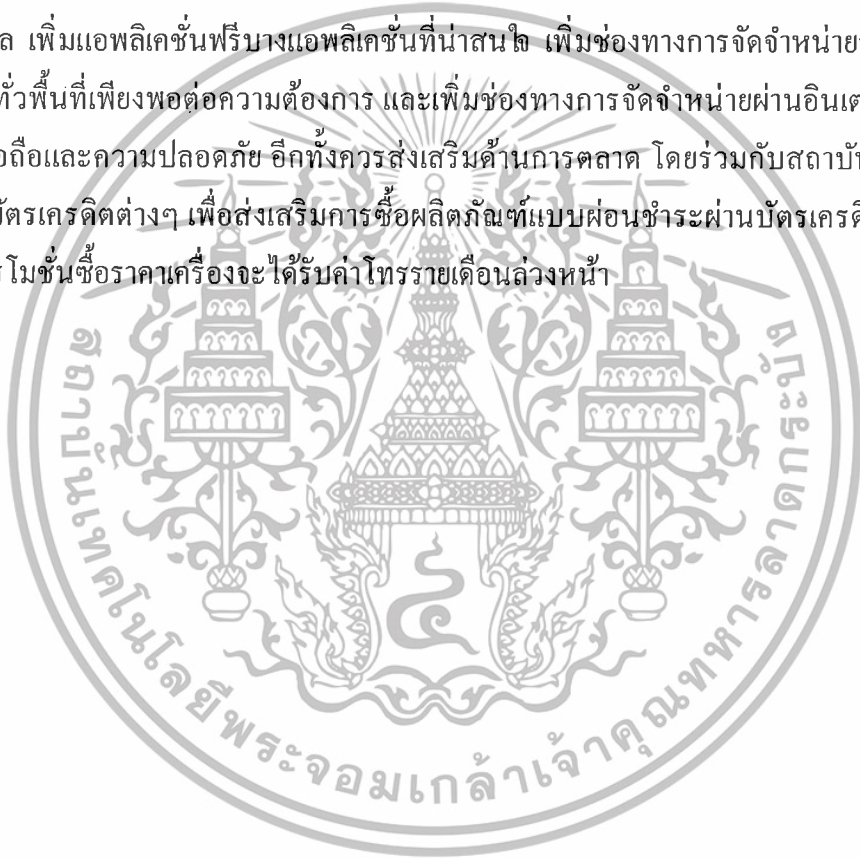 ล เพิ่มแอพลิเคชั่นฟรีบางแอพลิเคชั่นที่น่าสนใจ เพิ่มช่องทางการจัดจำหน่าย
ทั่วพื้นที่เพียงพอต่อความต้องการ และเพิ่มช่องทางการจัดจำหน่ายผ่านอินเต
อถือและความปลอดภัย อีกทั้งควรส่งเสริมด้านการตลาด โดยร่วมกับสถาบั
บัตรเครดิตต่างๆ เพื่อส่งเสริมการซื้อผลิตภัณฑ์แบบผ่อนชำระผ่านบัตรเครดิ
รโมชั่นซื้อราคาเครื่องจะได้รับค่าโทรรายเดือนล่วงหน้า
สถาบันเทคโนโลยีพระจอมเกล้าเจ้าคุณทหารลาดกระบัง